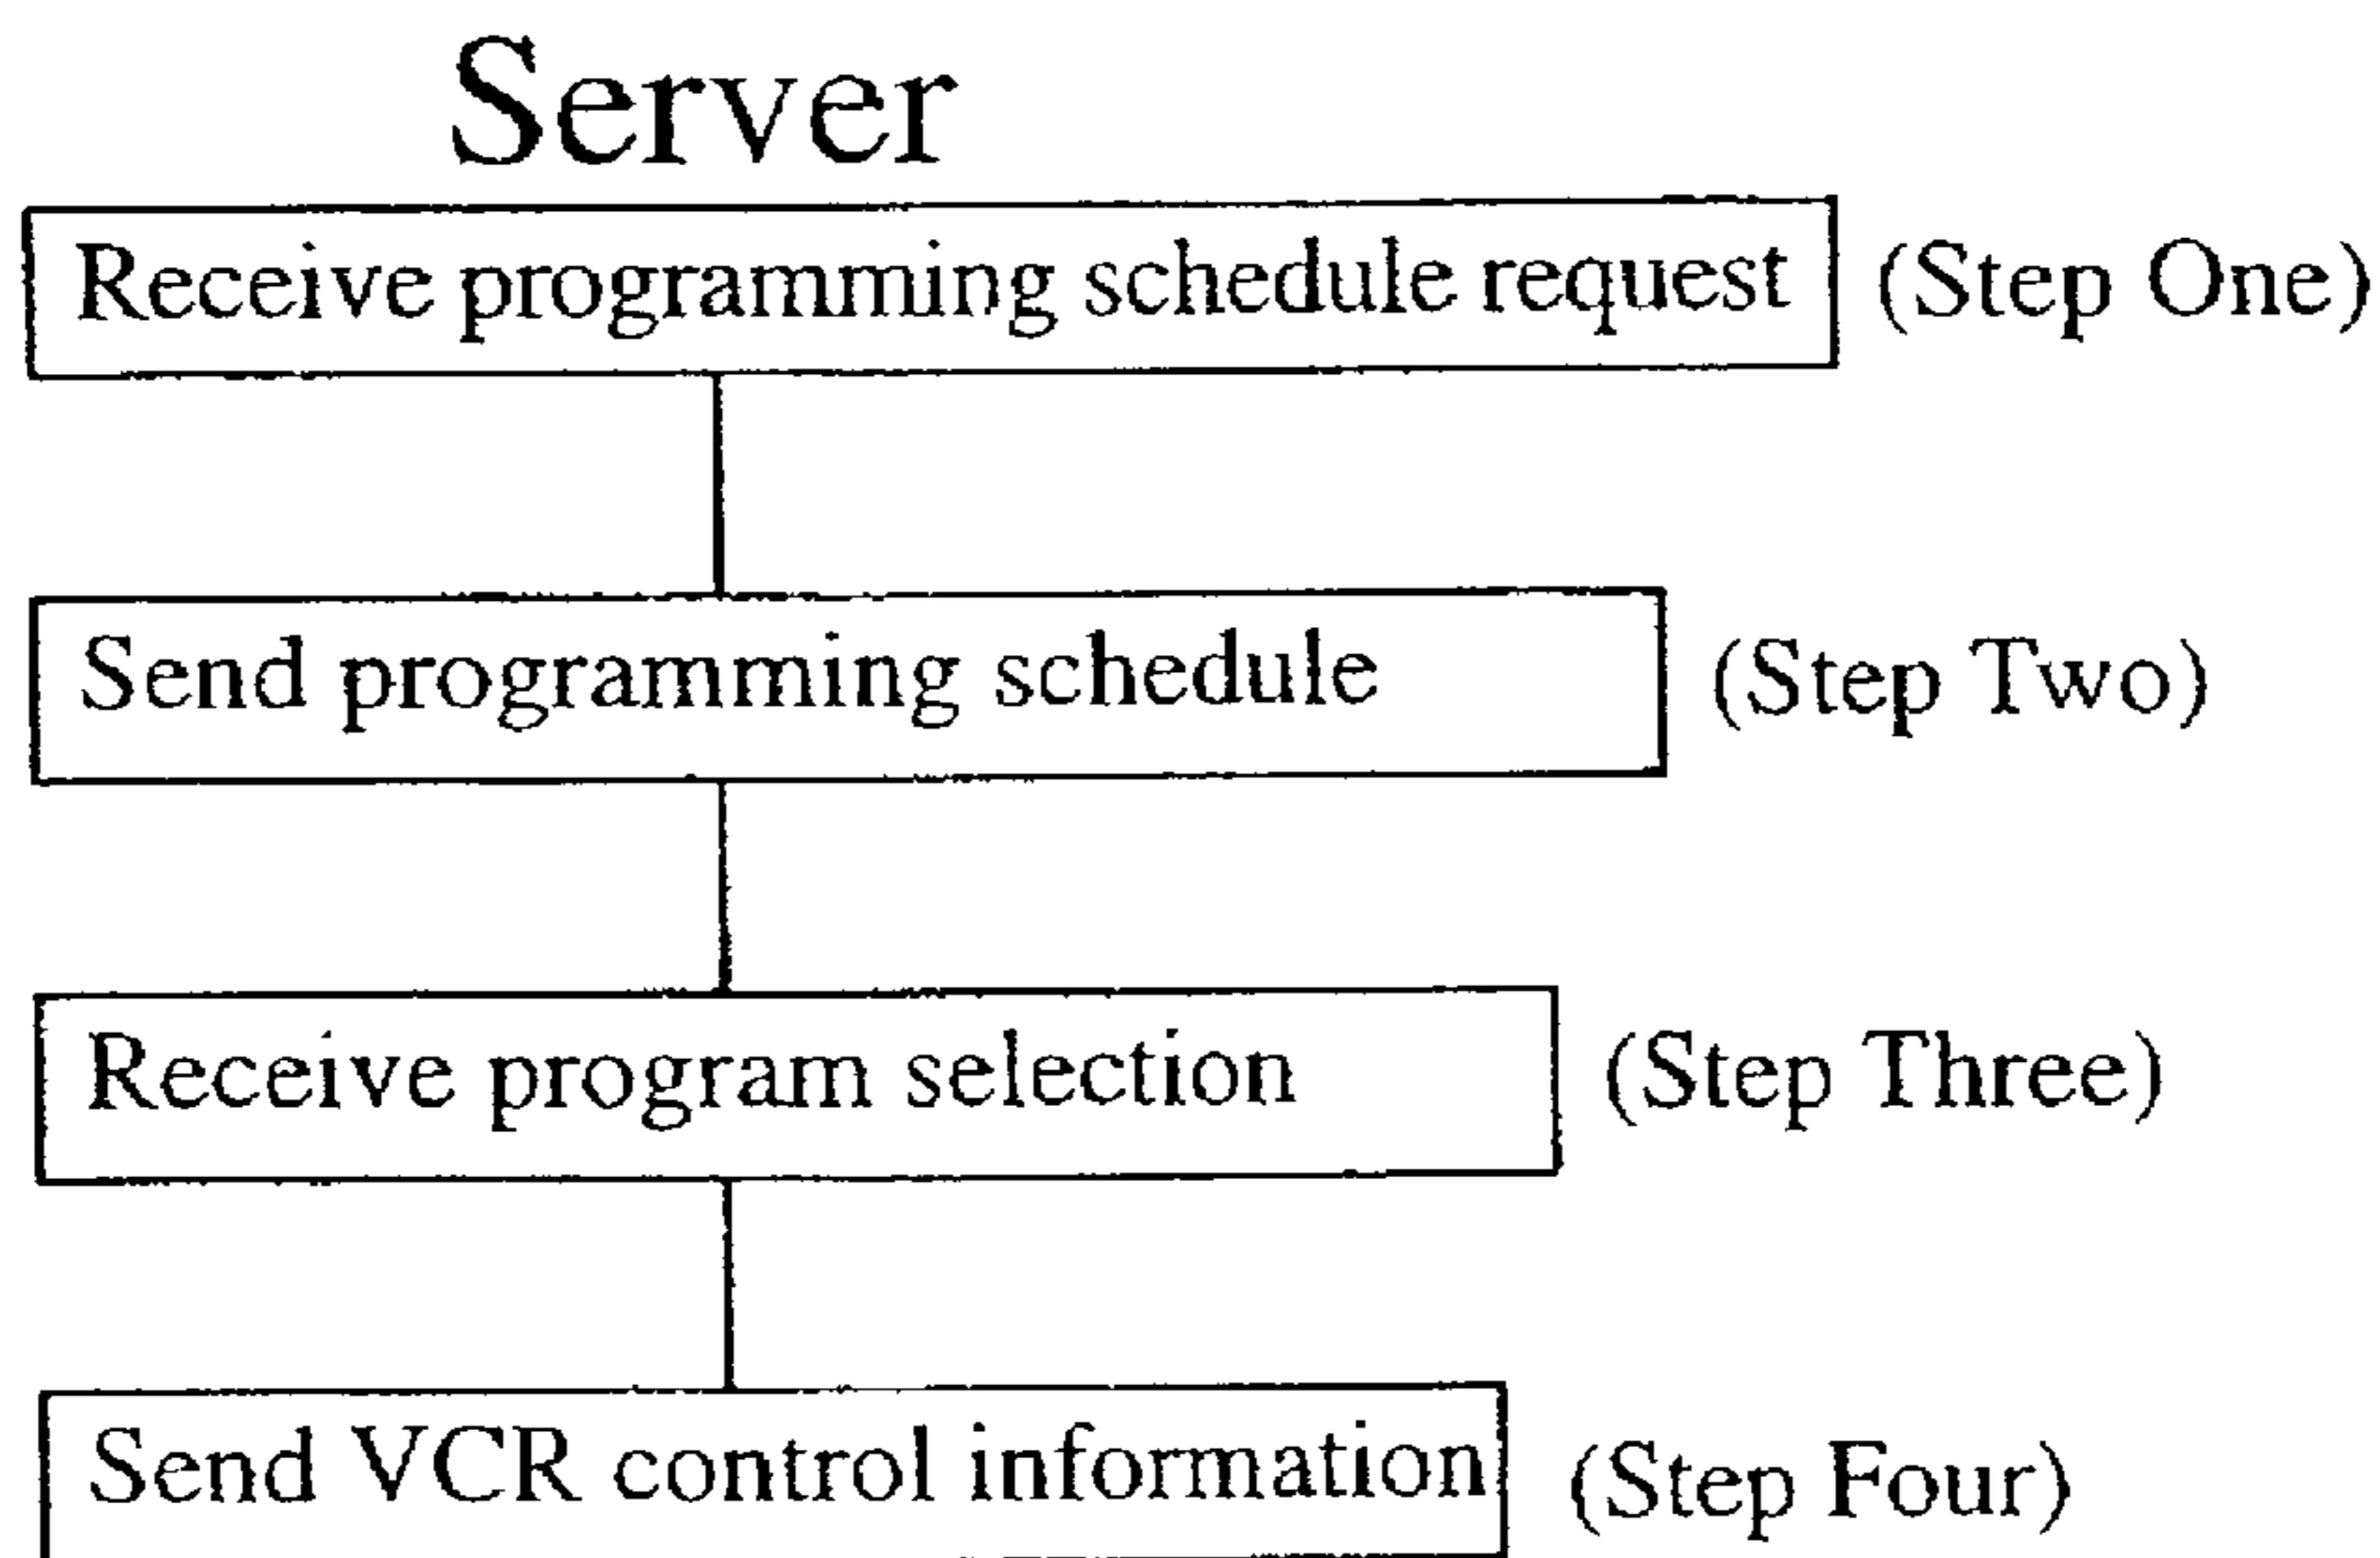 Server
Receive programming schedule request (Step One)
Send programming schedule (Step Two)
Receive program selection (Step Three)
Send VCR control information (Step Four)